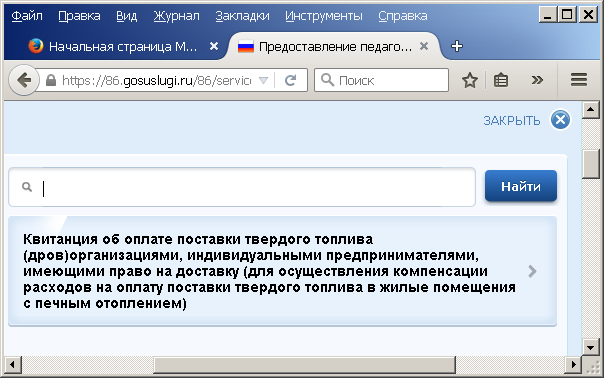 Файл Правка Вид Журнал Закладки Инструменты Справка
Начальная страница M... Предоставление педаго...
https://86.gosuslugi.ru/86/servic Поиск
ЗАКРЫТЬ
Найти
Квитанция об оплате поставки твердого топлива
(дров)организациями, индивидуальными предпринимателями,
имеющими право на доставку (для осуществления компенсации
расходов на оплату поставки твердого топлива в жилые помещения
с печным отоплением)